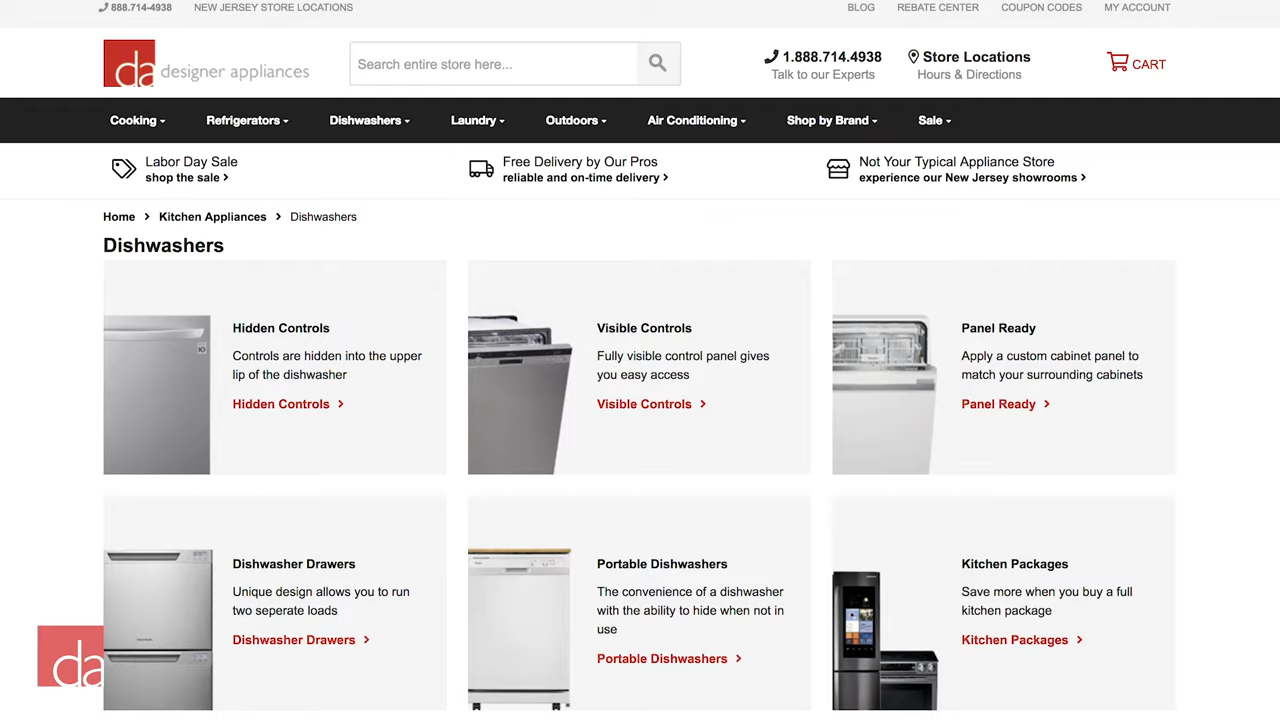 888.714-4938 NEW JERSEY STORE LOCATIONS BLOG REBATE CENTER COUPON CODES MY ACCOUNT
da designer appliances
Search entire store here...
1.888.714.4938
Talk to our Experts
Store Locations
Hours & Directions
CART
Cooking Refrigerators Dishwashers Laundry Outdoors Air Conditioning Shop by Brand Sale
Labor Day Sale
shop the sale >
Free Delivery by Our Pros
reliable and on-time delivery >
Not Your Typical Appliance Store
experience our New Jersey showrooms >
Home > Kitchen Appliances > Dishwashers
Dishwashers
Hidden Controls
Controls are hidden into the upper
lip of the dishwasher
Hidden Controls >
Visible Controls
Fully visible control panel gives
you easy access
Visible Controls >
Panel Ready
Apply a custom cabinet panel to
match your surrounding cabinets
Panel Ready >
Dishwasher Drawers
Unique design allows you to run
two seperate loads
Dishwasher Drawers >
Portable Dishwashers
The convenience of a dishwasher
with the ability to hide when not in
use
Portable Dishwashers >
Kitchen Packages
Save more when you buy a full
kitchen package
Kitchen Packages >
da